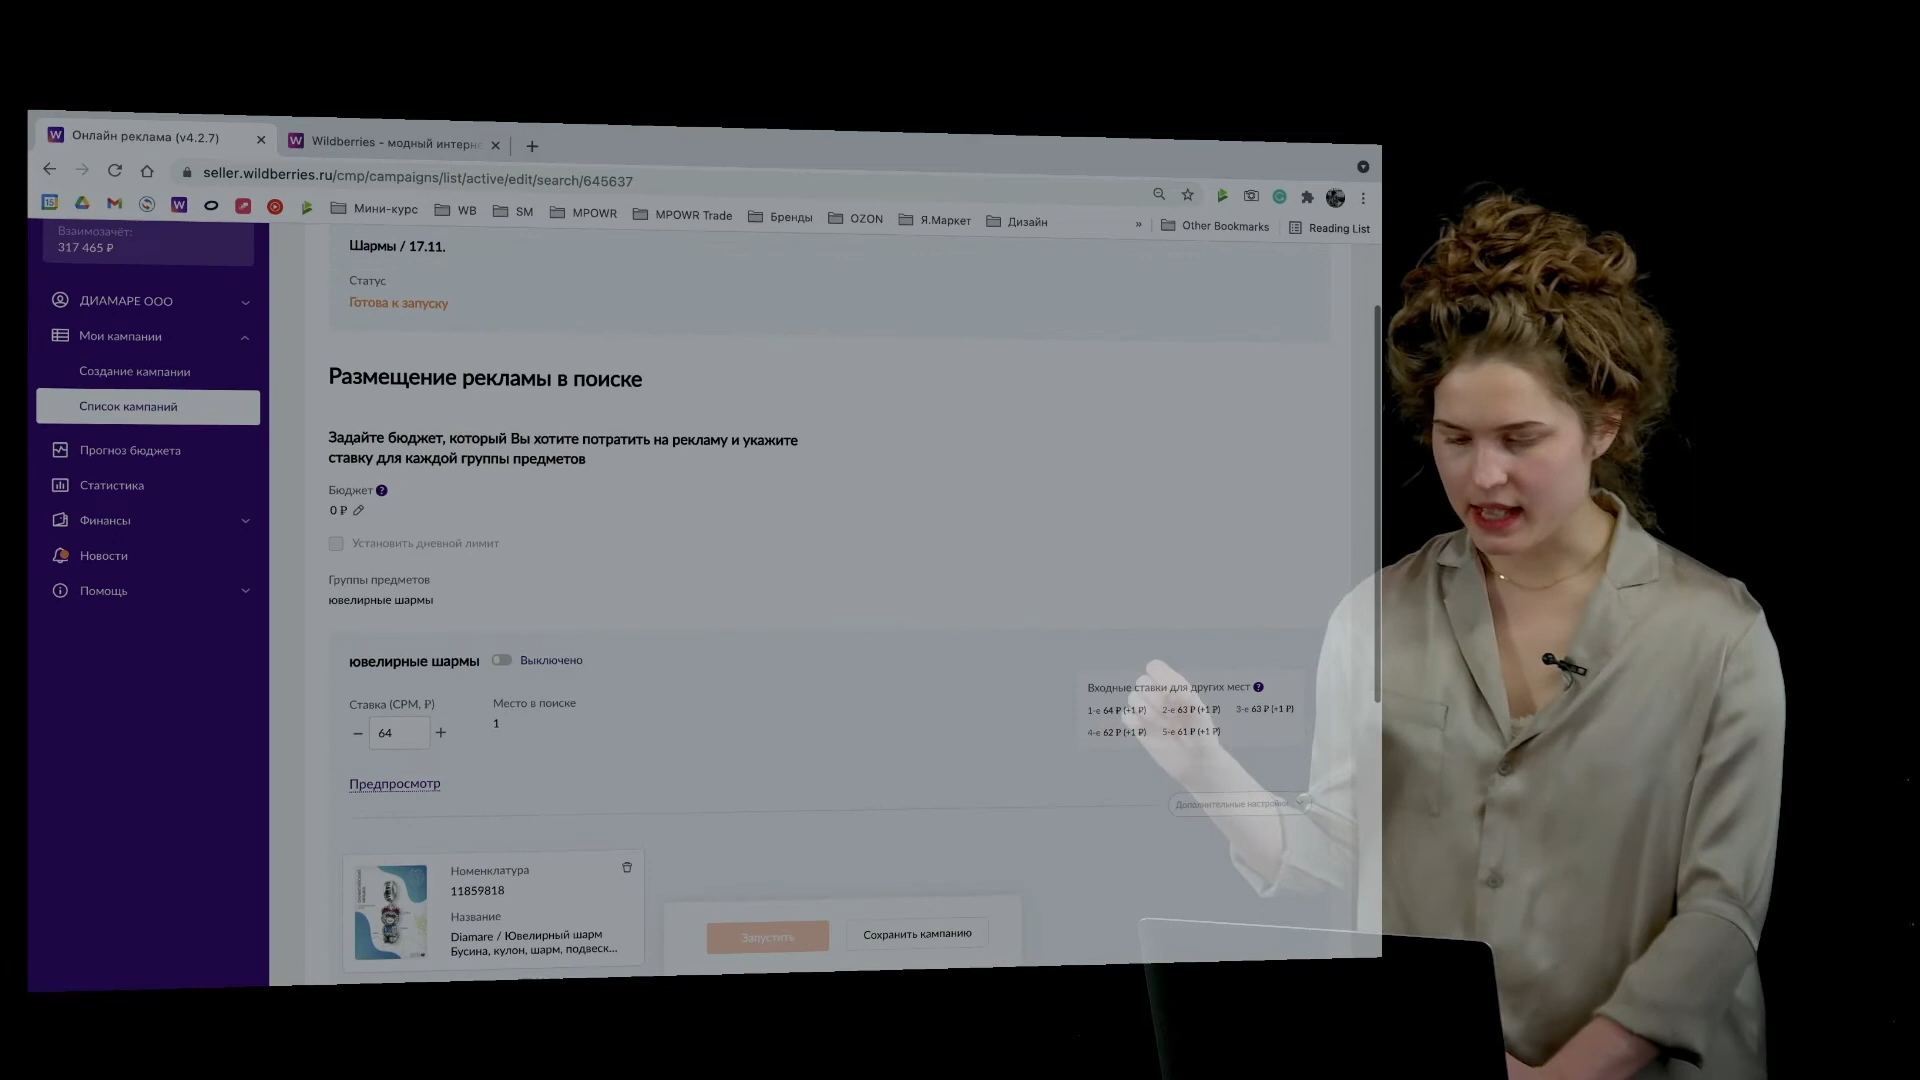 Онлайн реклама (v4.2.7)
Wildberries - модный интерн
seller.wildberries.ru/cmp/campaigns/list/active/edit/search/645637
Мини-курс
WB
SM
MPOWR
MPOWR Trade
Бренды
OZON
Я.Маркет
Дизайн
»
Other Bookmarks
Reading List
Взаимозачёт:
317 465 ₽
ДИАМАРЕ ООО
Мои кампании
Создание кампании
Список кампаний
Прогноз бюджета
Статистика
Финансы
Новости
Помощь
Шармы / 17.11.
Статус
Готова к запуску
Размещение рекламы в поиске
Задайте бюджет, который Вы хотите потратить на рекламу и укажите
ставку для каждой группы предметов
Бюджет ?
0 ₽
Установить дневной лимит
Группы предметов
ювелирные шармы
ювелирные шармы Выключено
Ставка (CPM, ₽)
Место в поиске
− 64 +
1
Входные ставки для других мест ?
1-е 64 ₽ (+1 ₽) 2-е 63 ₽ (+1 ₽) 3-е 63 ₽ (+1 ₽)
4-е 62 ₽ (+1 ₽) 5-е 61 ₽ (+1 ₽)
Предпросмотр
Дополнительные настройки
Номенклатура
11859818
Название
Diamare / Ювелирный шарм
Бусина, кулон, шарм, подвеск...
Запустить
Сохранить кампанию